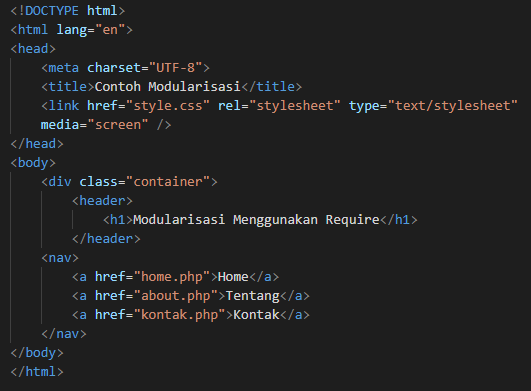 <!DOCTYPE html>
<html lang="en">
<head>
    <meta charset="UTF-8">
    <title>Contoh Modularisasi</title>
    <link href="style.css" rel="stylesheet" type="text/stylesheet"
    media="screen" />
</head>
<body>
    <div class="container">
        <header>
            <h1>Modularisasi Menggunakan Require</h1>
        </header>
    <nav>
        <a href="home.php">Home</a>
        <a href="about.php">Tentang</a>
        <a href="kontak.php">Kontak</a>
    </nav>
</body>
</html>